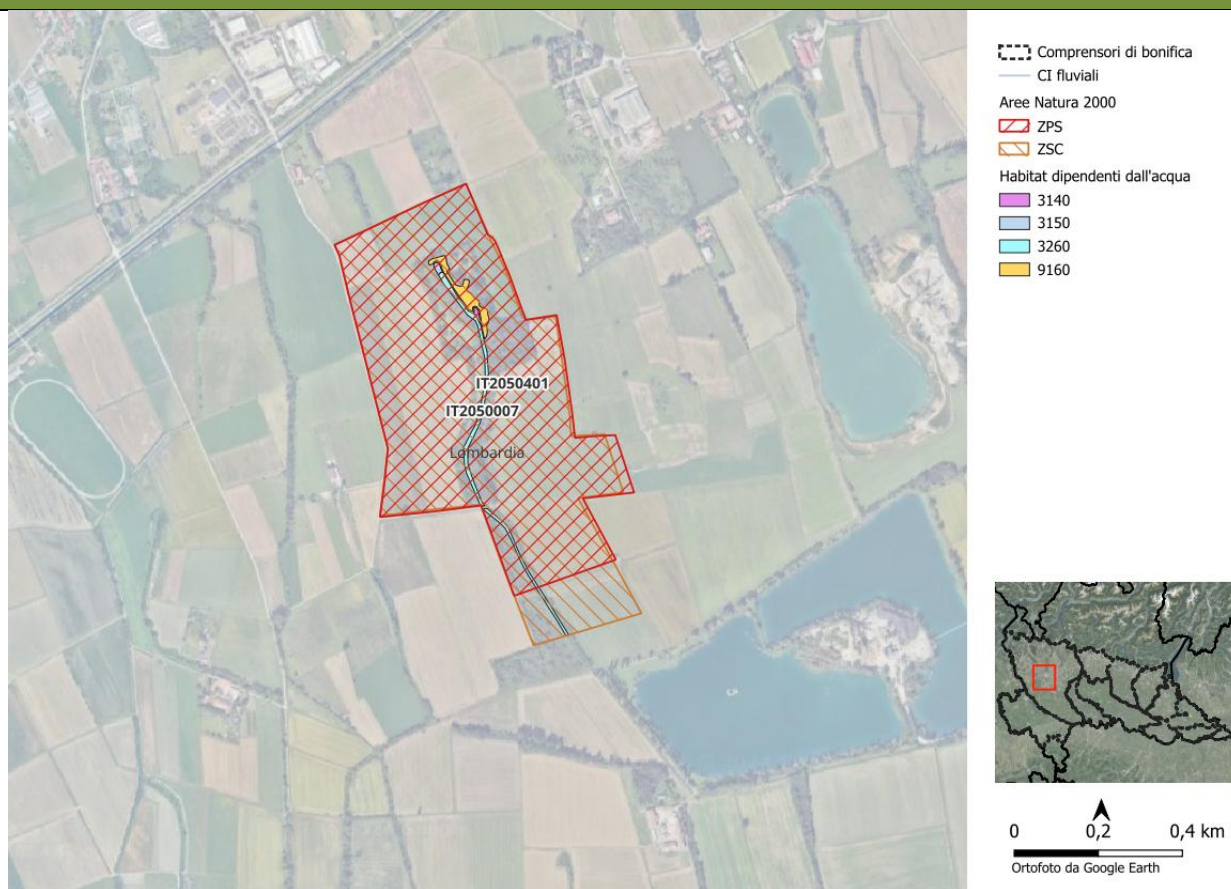 Comprensori di bonifica
CI fluviali
Aree Natura 2000
ZPS
ZSC
Habitat dipendenti dall'acqua
3140
3150
3260
9160
IT2050401
IT2050007
Lombardia
0 0,2 0,4 km
Ortofoto da Google Earth